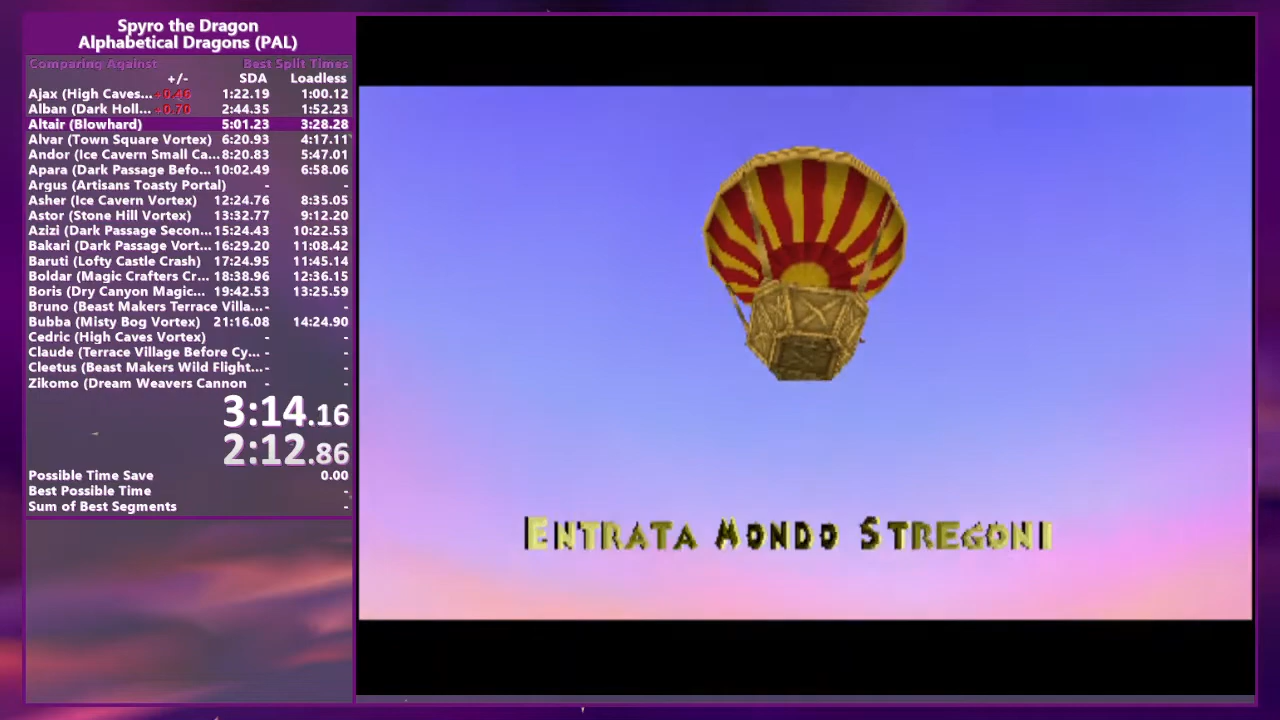 Spyro the Dragon
Alphabetical Dragons (PAL)
Comparing Against Best Split Times
+/- SDA Loadless
Ajax (High Caves... +0.46 1:22.19 1:00.12
Alban (Dark Holl... +0.70 2:44.35 1:52.23
Altair (Blowhard) 5:01.23 3:28.28
Alvar (Town Square Vortex) 6:20.93 4:17.11
Andor (Ice Cavern Small Ca... 8:20.83 5:47.01
Apara (Dark Passage Befo... 10:02.49 6:58.06
Argus (Artisans Toasty Portal) - -
Asher (Ice Cavern Vortex) 12:24.76 8:35.05
Astor (Stone Hill Vortex) 13:32.77 9:12.20
Azizi (Dark Passage Secon... 15:24.43 10:22.53
Bakari (Dark Passage Vort... 16:29.20 11:08.42
Baruti (Lofty Castle Crash) 17:24.95 11:45.14
Boldar (Magic Crafters Cr... 18:38.96 12:36.15
Boris (Dry Canyon Magic... 19:42.53 13:25.59
Bruno (Beast Makers Terrace Villa... - -
Bubba (Misty Bog Vortex) 21:16.08 14:24.90
Cedric (High Caves Vortex) - -
Claude (Terrace Village Before Cy... - -
Cleetus (Beast Makers Wild Flight... - -
Zikomo (Dream Weavers Cannon - -
3:14.16
2:12.86
Possible Time Save 0.00
Best Possible Time -
Sum of Best Segments -
ENTRATA MONDO STREGONI